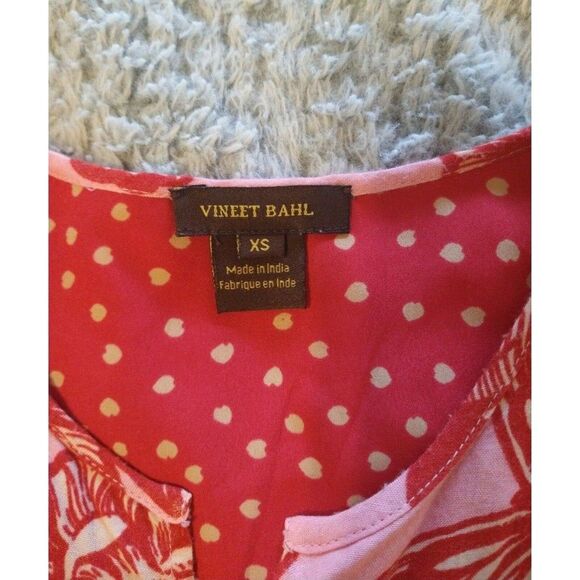 VINEET BAHL
XS
Made in India
Fabrique en Inde